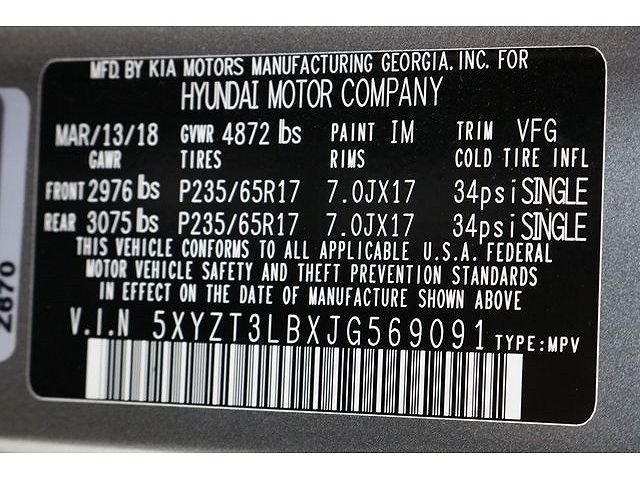 MFD. BY KIA MOTORS MANUFACTURING GEORGIA, INC. FOR
HYUNDAI MOTOR COMPANY
MAR/13/18 GVWR 4872 lbs PAINT IM TRIM VFG
GAWR TIRES RIMS COLD TIRE INFL
FRONT 2976 lbs P235/65R17 7.0JX17 34psi SINGLE
REAR 3075 lbs P235/65R17 7.0JX17 34psi SINGLE
THIS VEHICLE CONFORMS TO ALL APPLICABLE U.S.A. FEDERAL
MOTOR VEHICLE SAFETY AND THEFT PREVENTION STANDARDS
IN EFFECT ON THE DATE OF MANUFACTURE SHOWN ABOVE
V.I.N 5XYZT3LBXJG569091 TYPE:MPV